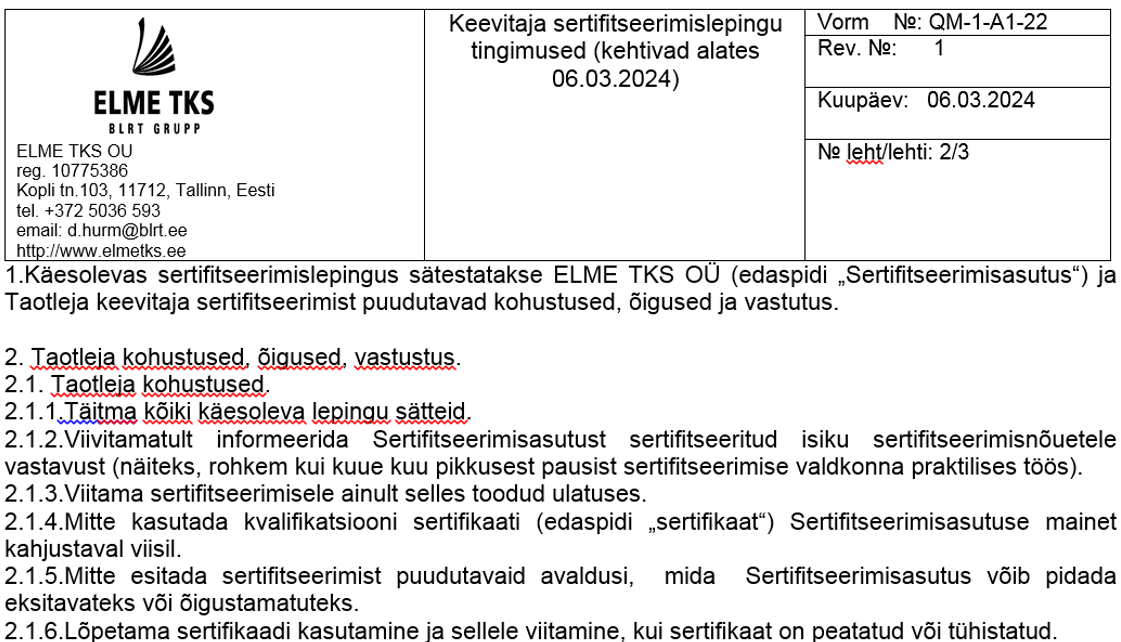 ELME TKS
BLRT GRUPP
ELME TKS OU
reg. 10775386
Kopli tn.103, 11712, Tallinn, Eesti
tel. +372 5036 593
email: d.hurm@blrt.ee
http://www.elmetks.ee
Keevitaja sertifitseerimislepingu
tingimused (kehtivad alates
06.03.2024)
Vorm №: QM-1-A1-22
Rev. №: 1
Kuupäev: 06.03.2024
№ leht/lehti: 2/3
1.Käesolevas sertifitseerimislepingus sätestatakse ELME TKS OÜ (edaspidi „Sertifitseerimisasutus“) ja
Taotleja keevitaja sertifitseerimist puudutavad kohustused, õigused ja vastutus.
2. Taotleja kohustused, õigused, vastustus.
2.1. Taotleja kohustused.
2.1.1.Täitma kõiki käesoleva lepingu sätteid.
2.1.2.Viivitamatult informeerida Sertifitseerimisasutust sertifitseeritud isiku sertifitseerimisnõuetele
vastavust (näiteks, rohkem kui kuue kuu pikkusest pausist sertifitseerimise valdkonna praktilises töös).
2.1.3.Viitama sertifitseerimisele ainult selles toodud ulatuses.
2.1.4.Mitte kasutada kvalifikatsiooni sertifikaati (edaspidi „sertifikaat“) Sertifitseerimisasutuse mainet
kahjustaval viisil.
2.1.5.Mitte esitada sertifitseerimist puudutavaid avaldusi, mida Sertifitseerimisasutus võib pidada
eksitavateks või õigustamatuteks.
2.1.6.Lõpetama sertifikaadi kasutamine ja sellele viitamine, kui sertifikaat on peatatud või tühistatud.